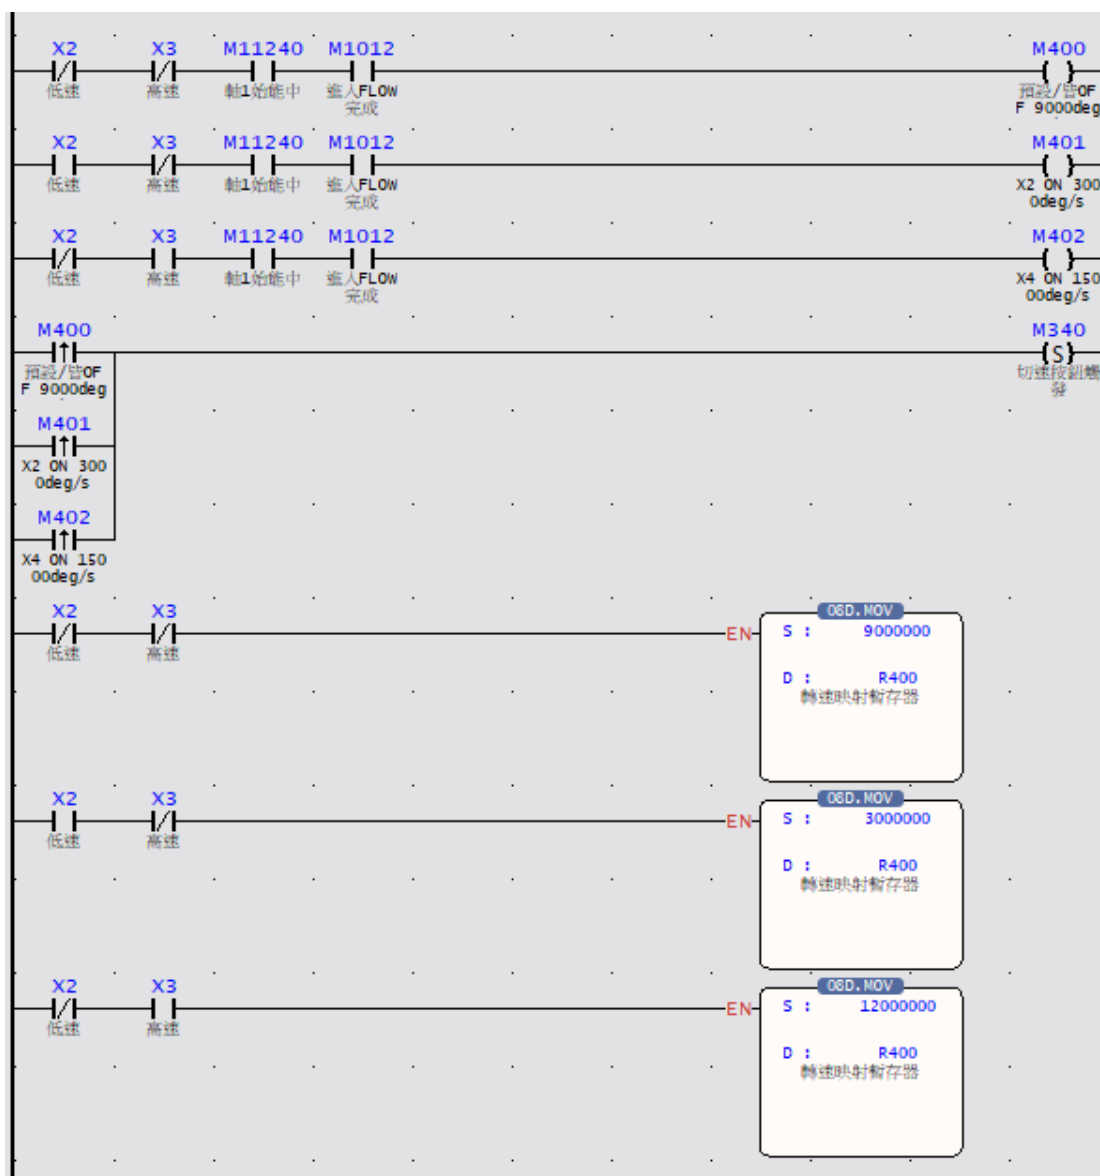 X2 X3 M11240 M1012 M400
低速 高速 軸1始能中 進入FLOW 預設/皆OF
完成 F 9000deg
X2 X3 M11240 M1012 M401
低速 高速 軸1始能中 進入FLOW X2 ON 300
完成 0deg/s
X2 X3 M11240 M1012 M402
低速 高速 軸1始能中 進入FLOW X4 ON 150
完成 00deg/s
M400 M340
↑ S
預設/皆OF 切速按鈕觸
F 9000deg 發
M401
↑
X2 ON 300
0deg/s
M402
↑
X4 ON 150
00deg/s
X2 X3 08D.MOV
EN S : 9000000
低速 高速
D : R400
轉速映射暫存器
X2 X3 08D.MOV
EN S : 3000000
低速 高速
D : R400
轉速映射暫存器
X2 X3 08D.MOV
EN S : 12000000
低速 高速
D : R400
轉速映射暫存器